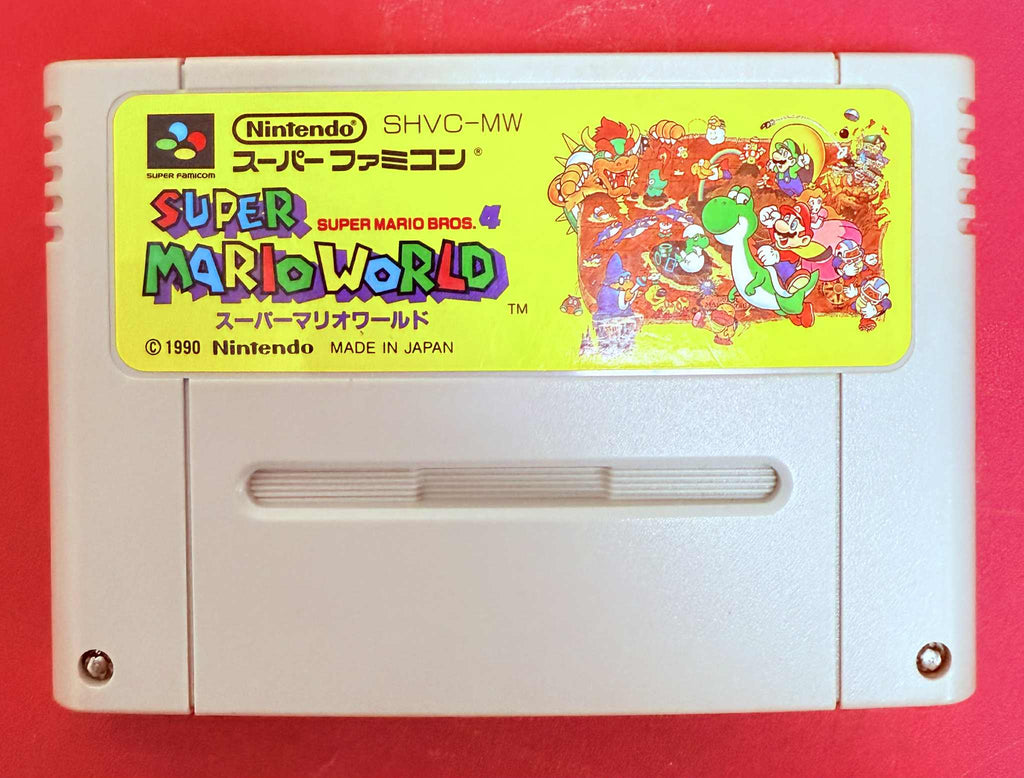 Nintendo® SHVC-MW
SUPER FAMICOM
スーパーファミコン®
SUPER
SUPER MARIO BROS. 4
MARIO WORLD
TM
スーパーマリオワールド
© 1990 Nintendo MADE IN JAPAN